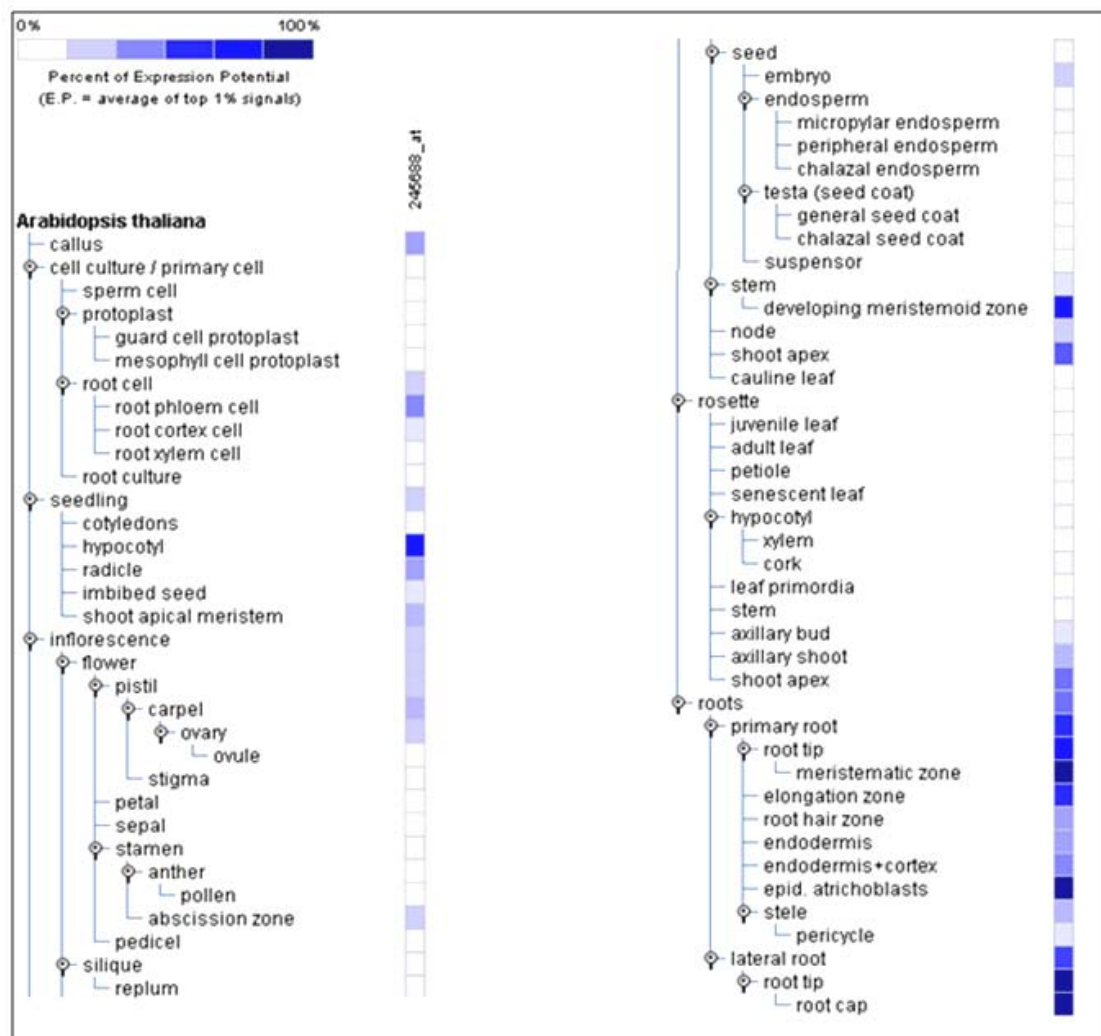 0% 100%
Percent of Expression Potential
(E.P. = average of top 1% signals)
245688_at
Arabidopsis thaliana
callus
cell culture / primary cell
sperm cell
protoplast
guard cell protoplast
mesophyll cell protoplast
root cell
root phloem cell
root cortex cell
root xylem cell
root culture
seedling
cotyledons
hypocotyl
radicle
imbibed seed
shoot apical meristem
inflorescence
flower
pistil
carpel
ovary
ovule
stigma
petal
sepal
stamen
anther
pollen
abscission zone
pedicel
silique
replum
seed
embryo
endosperm
micropylar endosperm
peripheral endosperm
chalazal endosperm
testa (seed coat)
general seed coat
chalazal seed coat
suspensor
stem
developing meristemoid zone
node
shoot apex
cauline leaf
rosette
juvenile leaf
adult leaf
petiole
senescent leaf
hypocotyl
xylem
cork
leaf primordia
stem
axillary bud
axillary shoot
shoot apex
roots
primary root
root tip
meristematic zone
elongation zone
root hair zone
endodermis
endodermis+cortex
epid. atrichoblasts
stele
pericycle
lateral root
root tip
root cap